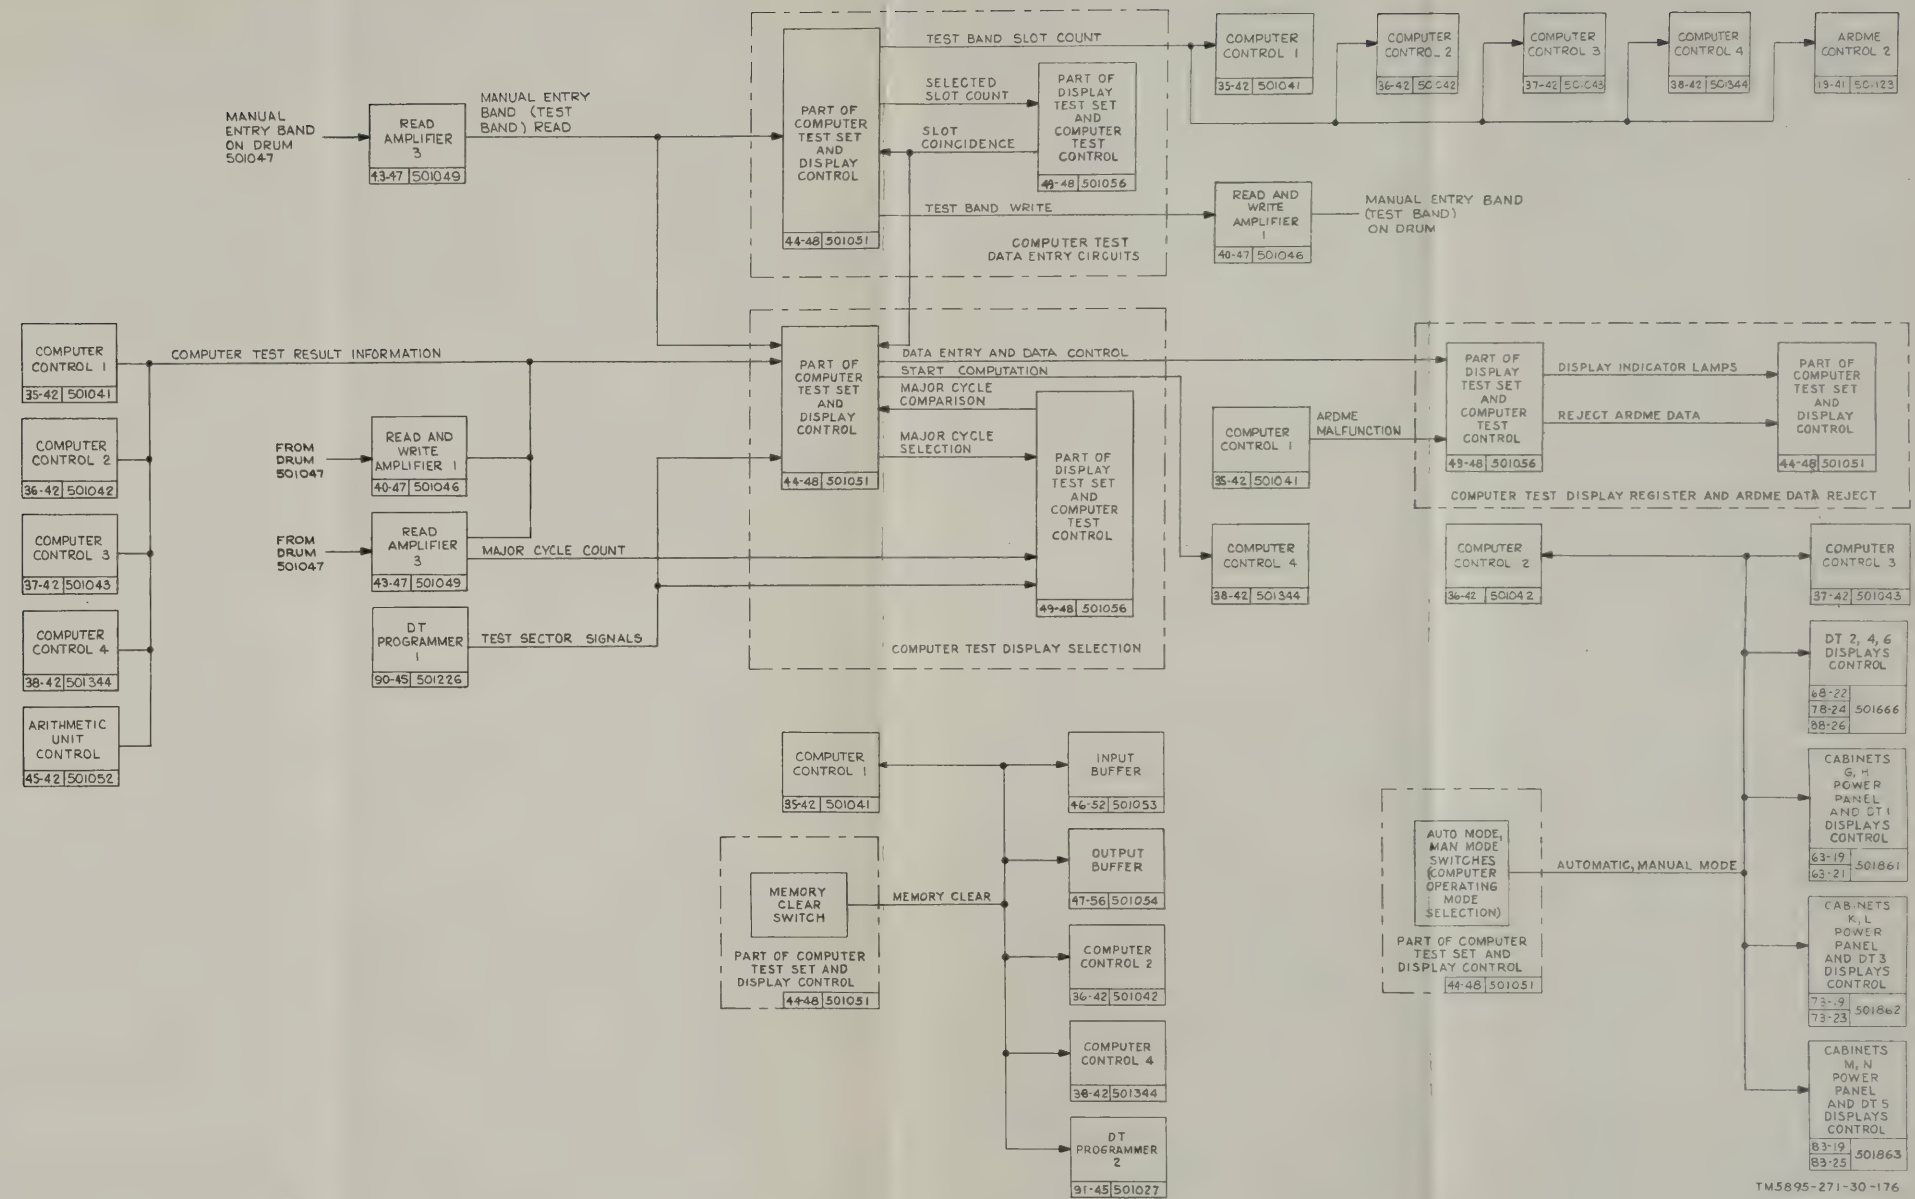 MANUAL
ENTRY BAND
ON DRUM
501047
READ
AMPLIFIER
3
43-47 501049
MANUAL ENTRY
BAND (TEST
BAND) READ
PART OF
COMPUTER
TEST SET
AND
DISPLAY
CONTROL
44-48 501051
TEST BAND SLOT COUNT
SELECTED
SLOT COUNT
SLOT
COINCIDENCE
TEST BAND WRITE
PART OF
DISPLAY
TEST SET
AND
COMPUTER
TEST
CONTROL
49-48 501056
COMPUTER TEST
DATA ENTRY CIRCUITS
COMPUTER
CONTROL 1
35-42 501041
COMPUTER
CONTROL 2
36-42
COMPUTER
CONTROL 3
37-42
COMPUTER
CONTROL 4
38-42 501344
ARDME
CONTROL 2
READ AND
WRITE
AMPLIFIER
1
40-47 501046
MANUAL ENTRY BAND
(TEST BAND)
ON DRUM
COMPUTER
CONTROL 1
35-42 501041
COMPUTER
CONTROL 2
36-42 501042
COMPUTER
CONTROL 3
37-42 501043
COMPUTER
CONTROL 4
38-42 501344
ARITHMETIC
UNIT
CONTROL
45-42 501052
COMPUTER TEST RESULT INFORMATION
FROM
DRUM
501047
READ AND
WRITE
AMPLIFIER 1
40-47 501046
FROM
DRUM
501047
READ
AMPLIFIER
3
43-47 501049
MAJOR CYCLE COUNT
DT
PROGRAMMER
1
90-45 501226
TEST SECTOR SIGNALS
PART OF
COMPUTER
TEST SET
AND
DISPLAY
CONTROL
44-48 501051
DATA ENTRY AND DATA CONTROL
START COMPUTATION
MAJOR CYCLE
COMPARISON
MAJOR CYCLE
SELECTION
PART OF
DISPLAY
TEST SET
AND
COMPUTER
TEST
CONTROL
49-48 501056
COMPUTER TEST DISPLAY SELECTION
COMPUTER
CONTROL 1
35-42 501041
ARDME
MALFUNCTION
COMPUTER
CONTROL 4
38-42 501344
PART OF
DISPLAY
TEST SET
AND
COMPUTER
TEST
CONTROL
49-48 501056
DISPLAY INDICATOR LAMPS
REJECT ARDME DATA
PART OF
COMPUTER
TEST SET
AND
DISPLAY
CONTROL
44-48 501051
COMPUTER TEST DISPLAY REGISTER AND ARDME DATA REJECT
COMPUTER
CONTROL 2
36-42 501042
COMPUTER
CONTROL 3
37-42 501043
DT 2, 4, 6
DISPLAYS
CONTROL
68-22
78-24 501666
88-26
CABINETS
G, H
POWER
PANEL
AND DT 1
DISPLAYS
CONTROL
63-19
63-21 501861
CABINETS
K, L
POWER
PANEL
AND DT 3
DISPLAYS
CONTROL
73-19
73-23 501862
CABINETS
M, N
POWER
PANEL
AND DT 5
DISPLAYS
CONTROL
83-19
83-25 501863
AUTO MODE,
MAN MODE
SWITCHES
(COMPUTER
OPERATING
MODE
SELECTION)
AUTOMATIC, MANUAL MODE
PART OF COMPUTER
TEST SET AND
DISPLAY CONTROL
44-48 501051
COMPUTER
CONTROL 1
35-42 501041
MEMORY
CLEAR
SWITCH
MEMORY CLEAR
PART OF COMPUTER
TEST SET AND
DISPLAY CONTROL
44-48 501051
INPUT
BUFFER
46-52 501053
OUTPUT
BUFFER
47-56 501054
COMPUTER
CONTROL 2
36-42 501042
COMPUTER
CONTROL 4
38-42 501344
DT
PROGRAMMER
2
91-45 501027
TM5895-271-30-176